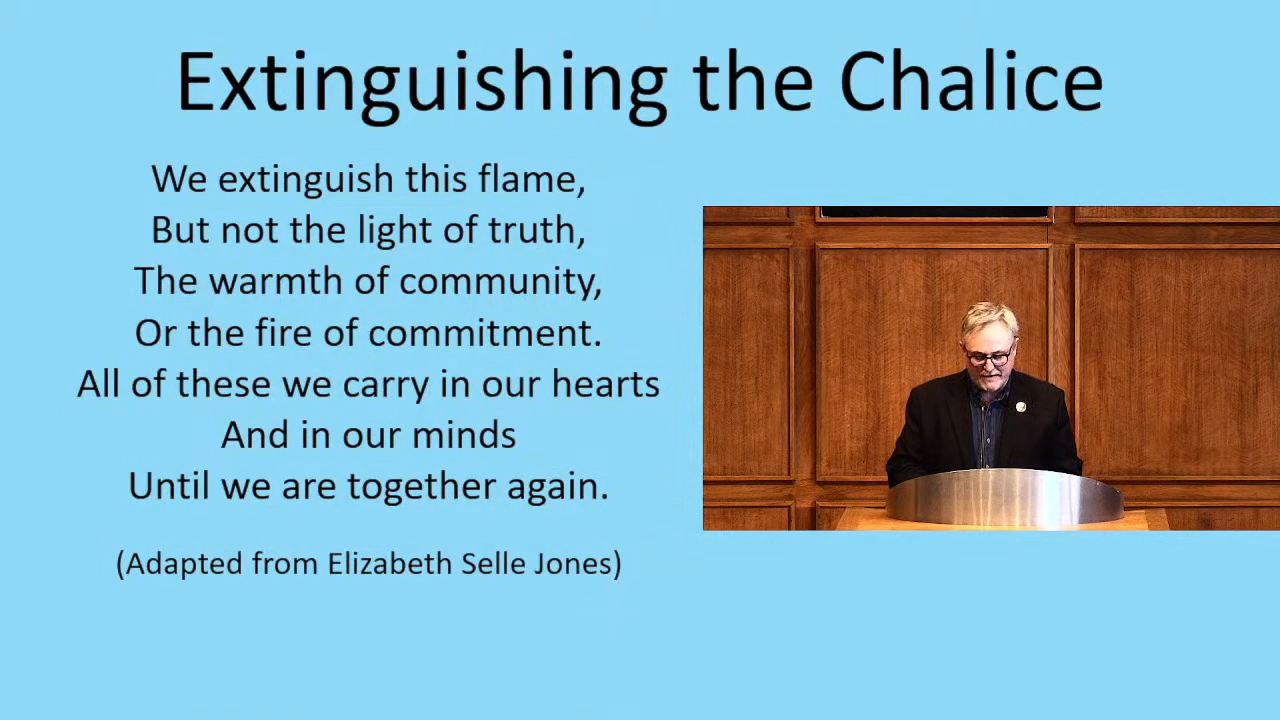 Extinguishing the Chalice
We extinguish this flame,
But not the light of truth,
The warmth of community,
Or the fire of commitment.
All of these we carry in our hearts
And in our minds
Until we are together again.
(Adapted from Elizabeth Selle Jones)